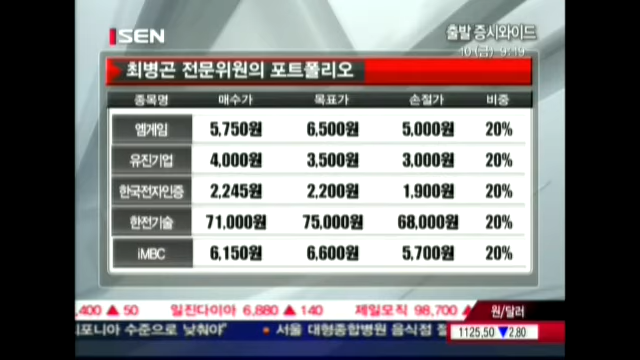 SEN
출발 증시와이드
10(금) 9:19
최병곤 전문위원의 포트폴리오
종목명 매수가 목표가 손절가 비중
엠게임 5,750원 6,500원 5,000원 20%
유진기업 4,000원 3,500원 3,000원 20%
한국전자인증 2,245원 2,200원 1,900원 20%
한전기술 71,000원 75,000원 68,000원 20%
iMBC 6,150원 6,600원 5,700원 20%
,400 ▲ 50 일진다이아 6,880 ▲ 140 제일모직 98,700 ▲
원/달러
포니아 수준으로 낮춰야" • 서울 대형종합병원 음식점 절
1125.50 ▼2.80